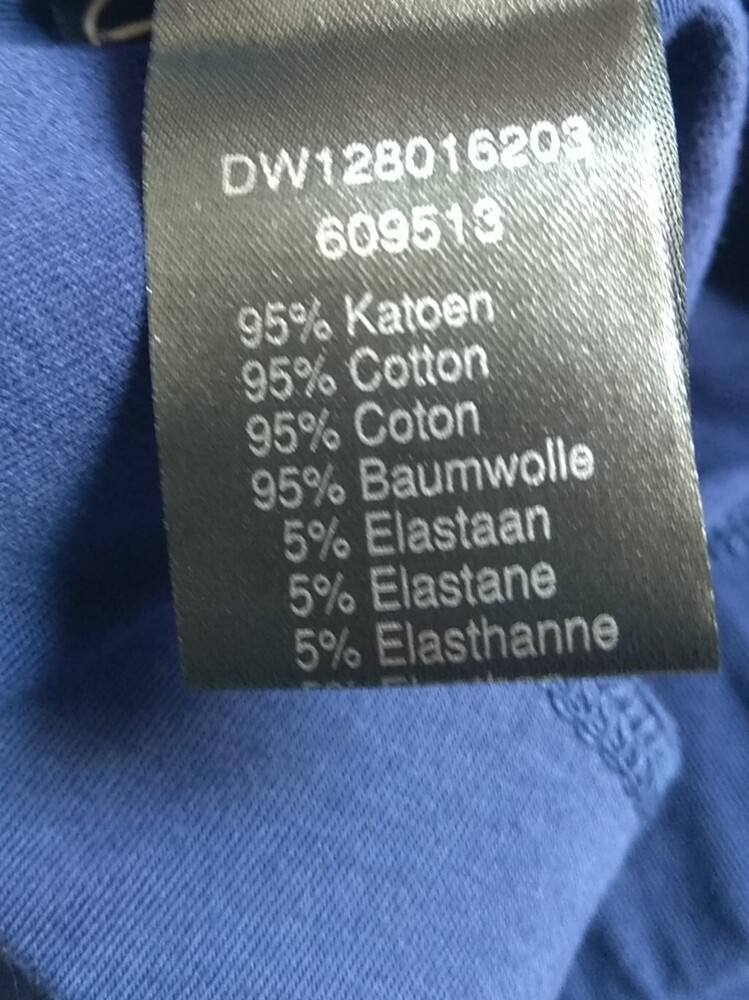 DW128016203
609513
95% Katoen
95% Cotton
95% Coton
95% Baumwolle
5% Elastaan
5% Elastane
5% Elasthanne